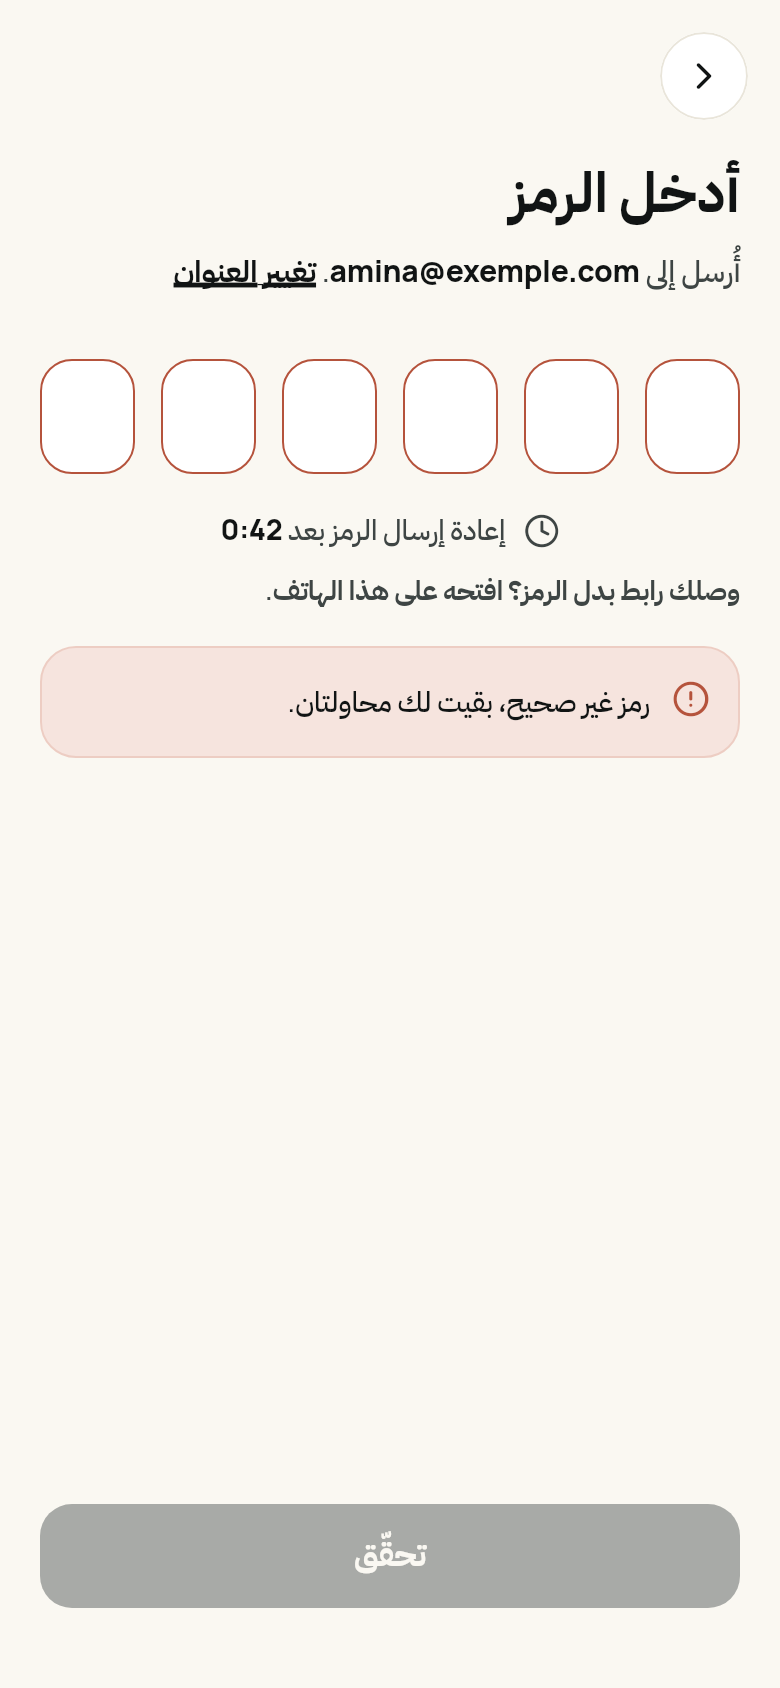 أدخل الرمز
أُرسل إلى amina@exemple.com. تغيير العنوان
إعادة إرسال الرمز بعد 0:42
وصلك رابط بدل الرمز؟ افتحه على هذا الهاتف.
رمز غير صحيح، بقيت لك محاولتان.
تحقّق